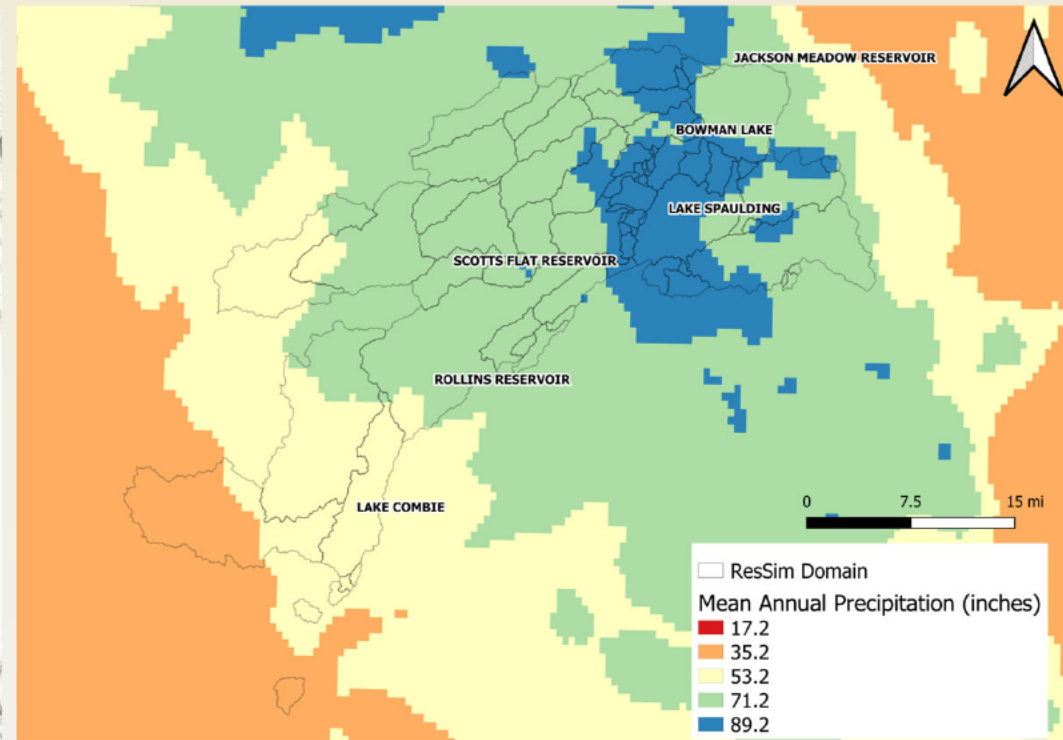 JACKSON MEADOW RESERVOIR
BOWMAN LAKE
LAKE SPAULDING
SCOTTS FLAT RESERVOIR
ROLLINS RESERVOIR
LAKE COMBIE
0 7.5 15 mi
ResSim Domain
Mean Annual Precipitation (inches)
17.2
35.2
53.2
71.2
89.2